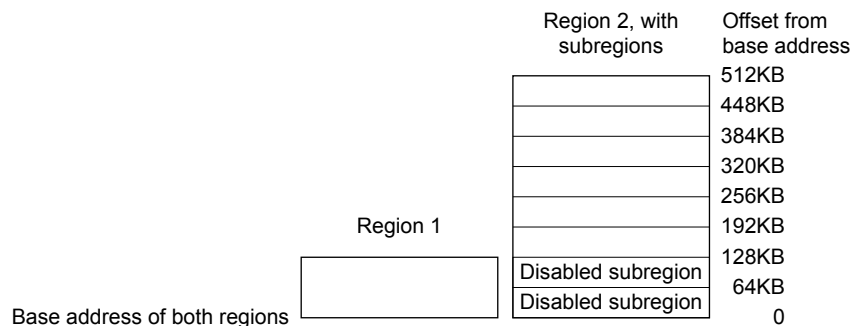 Region 2, with
subregions
Offset from
base address
512KB
448KB
384KB
320KB
256KB
192KB
Region 1
128KB
Disabled subregion
64KB
Disabled subregion
Base address of both regions
0